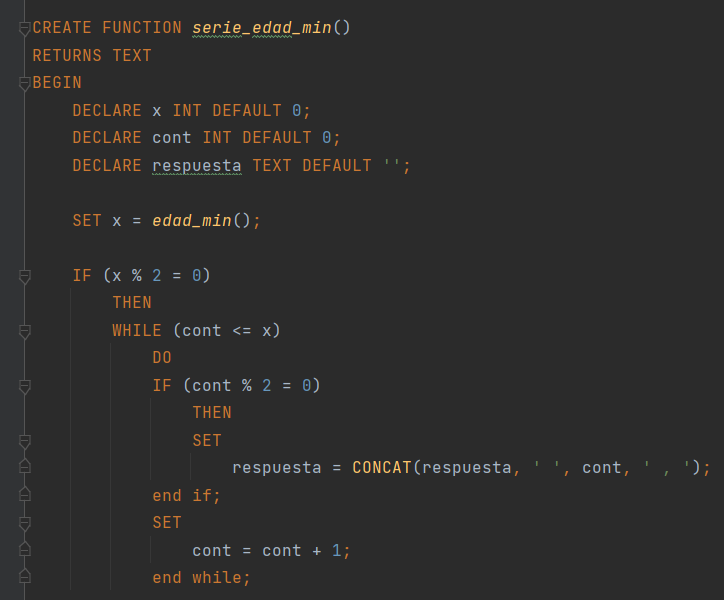 CREATE FUNCTION serie_edad_min()
RETURNS TEXT
BEGIN
DECLARE x INT DEFAULT 0;
DECLARE cont INT DEFAULT 0;
DECLARE respuesta TEXT DEFAULT '';
SET x = edad_min();
IF (x % 2 = 0)
THEN
WHILE (cont <= x)
DO
IF (cont % 2 = 0)
THEN
SET
respuesta = CONCAT(respuesta, ' ', cont, ' , ');
end if;
SET
cont = cont + 1;
end while;